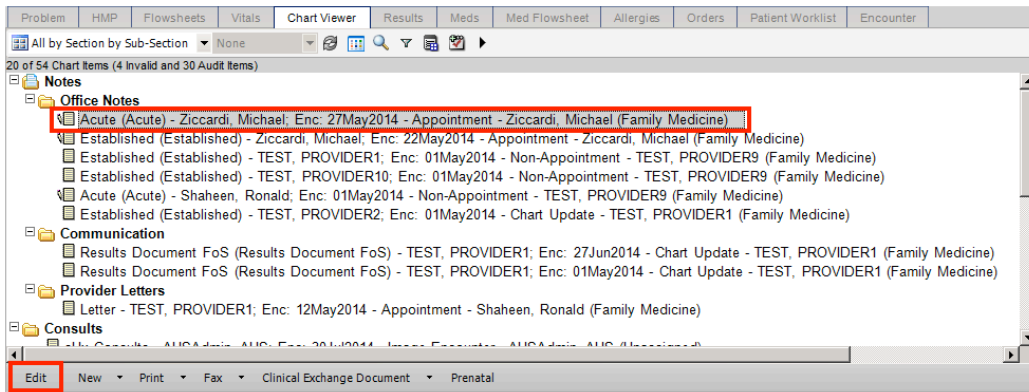 Problem HMP Flowsheets Vitals Chart Viewer Results Meds Med Flowsheet Allergies Orders Patient Worklist Encounter
All by Section by Sub-Section None
20 of 54 Chart Items (4 Invalid and 30 Audit Items)
Notes
Office Notes
Acute (Acute) - Ziccardi, Michael; Enc: 27May2014 - Appointment - Ziccardi, Michael (Family Medicine)
Established (Established) - Ziccardi, Michael; Enc: 22May2014 - Appointment - Ziccardi, Michael (Family Medicine)
Established (Established) - TEST, PROVIDER1; Enc: 01May2014 - Non-Appointment - TEST, PROVIDER9 (Family Medicine)
Established (Established) - TEST, PROVIDER10; Enc: 01May2014 - Non-Appointment - TEST, PROVIDER9 (Family Medicine)
Acute (Acute) - Shaheen, Ronald; Enc: 01May2014 - Non-Appointment - TEST, PROVIDER9 (Family Medicine)
Established (Established) - TEST, PROVIDER2; Enc: 01May2014 - Chart Update - TEST, PROVIDER1 (Family Medicine)
Communication
Results Document FoS (Results Document FoS) - TEST, PROVIDER1; Enc: 27Jun2014 - Chart Update - TEST, PROVIDER1 (Family Medicine)
Results Document FoS (Results Document FoS) - TEST, PROVIDER1; Enc: 01May2014 - Chart Update - TEST, PROVIDER1 (Family Medicine)
Provider Letters
Letter - TEST, PROVIDER1; Enc: 12May2014 - Appointment - Shaheen, Ronald (Family Medicine)
Consults
Edit New Print Fax Clinical Exchange Document Prenatal